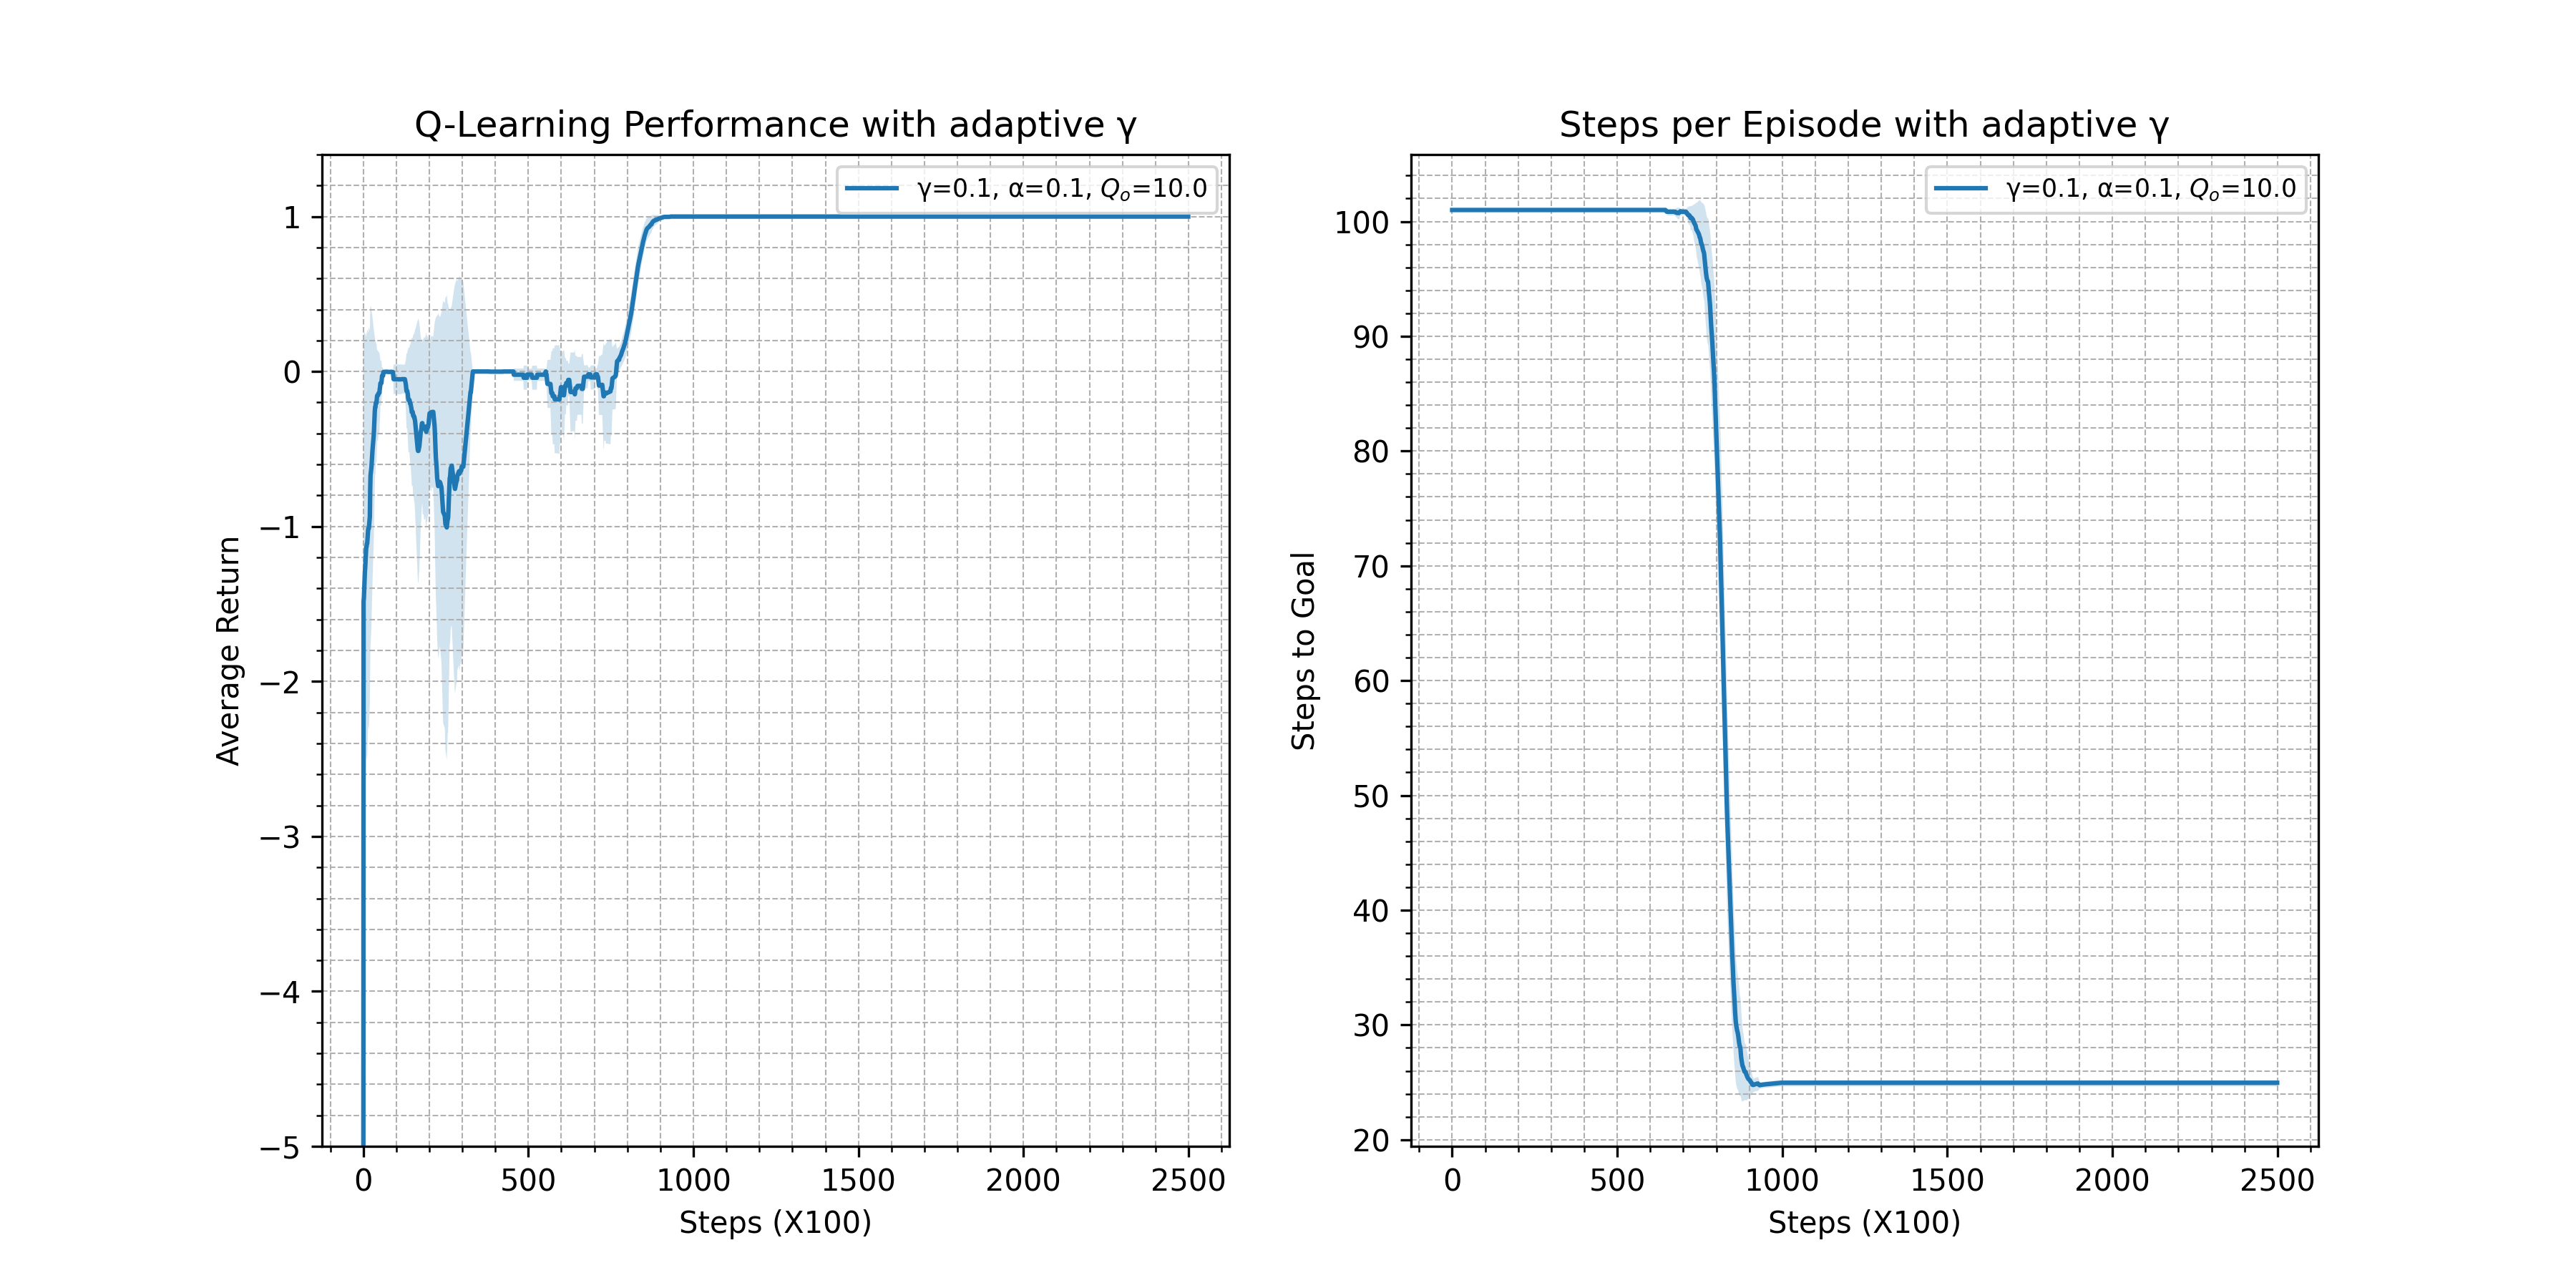 Q-Learning Performance with adaptive γ
γ=0.1, α=0.1, Qₒ=10.0
1
0
−1
−2
−3
−4
−5
Average Return
0 500 1000 1500 2000 2500
Steps (X100)
Steps per Episode with adaptive γ
γ=0.1, α=0.1, Qₒ=10.0
100
90
80
70
60
50
40
30
20
Steps to Goal
0 500 1000 1500 2000 2500
Steps (X100)